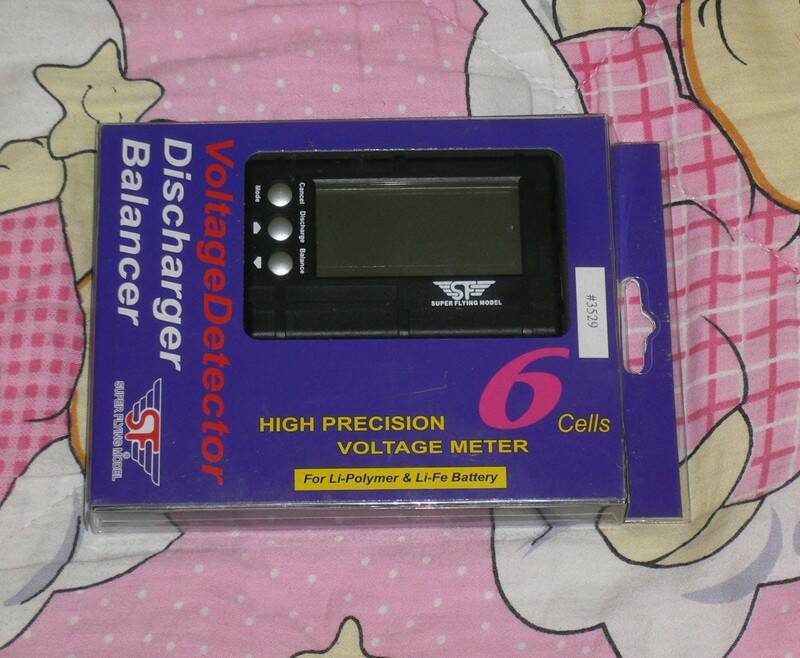 VoltageDetector
Discharger
Balancer
SF
SUPER FLYING MODEL
Cancel Discharge Balance
Mode
SF
SUPER FLYING MODEL
#3529
6 Cells
HIGH PRECISION
VOLTAGE METER
For Li-Polymer & Li-Fe Battery